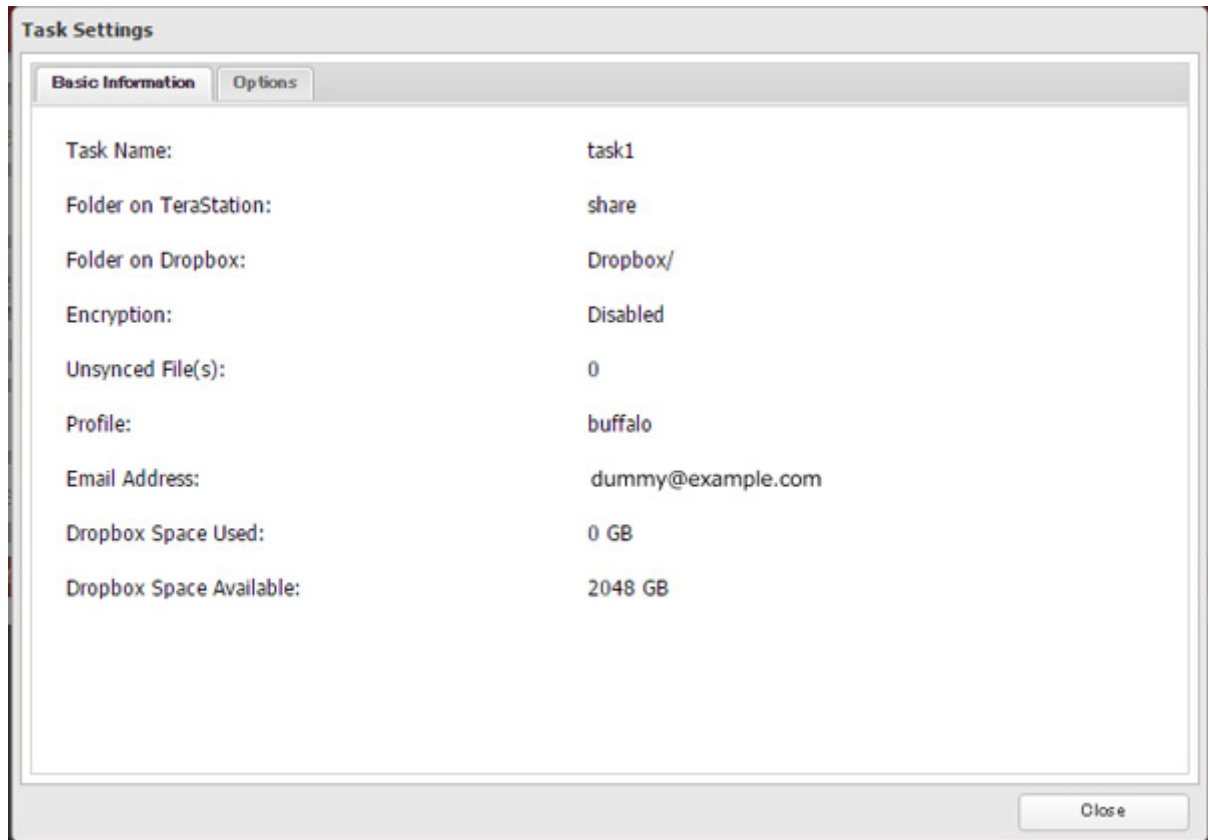 Task Settings
Basic Information Options
Task Name: task1
Folder on TeraStation: share
Folder on Dropbox: Dropbox/
Encryption: Disabled
Unsynced File(s): 0
Profile: buffalo
Email Address: dummy@example.com
Dropbox Space Used: 0 GB
Dropbox Space Available: 2048 GB
Close